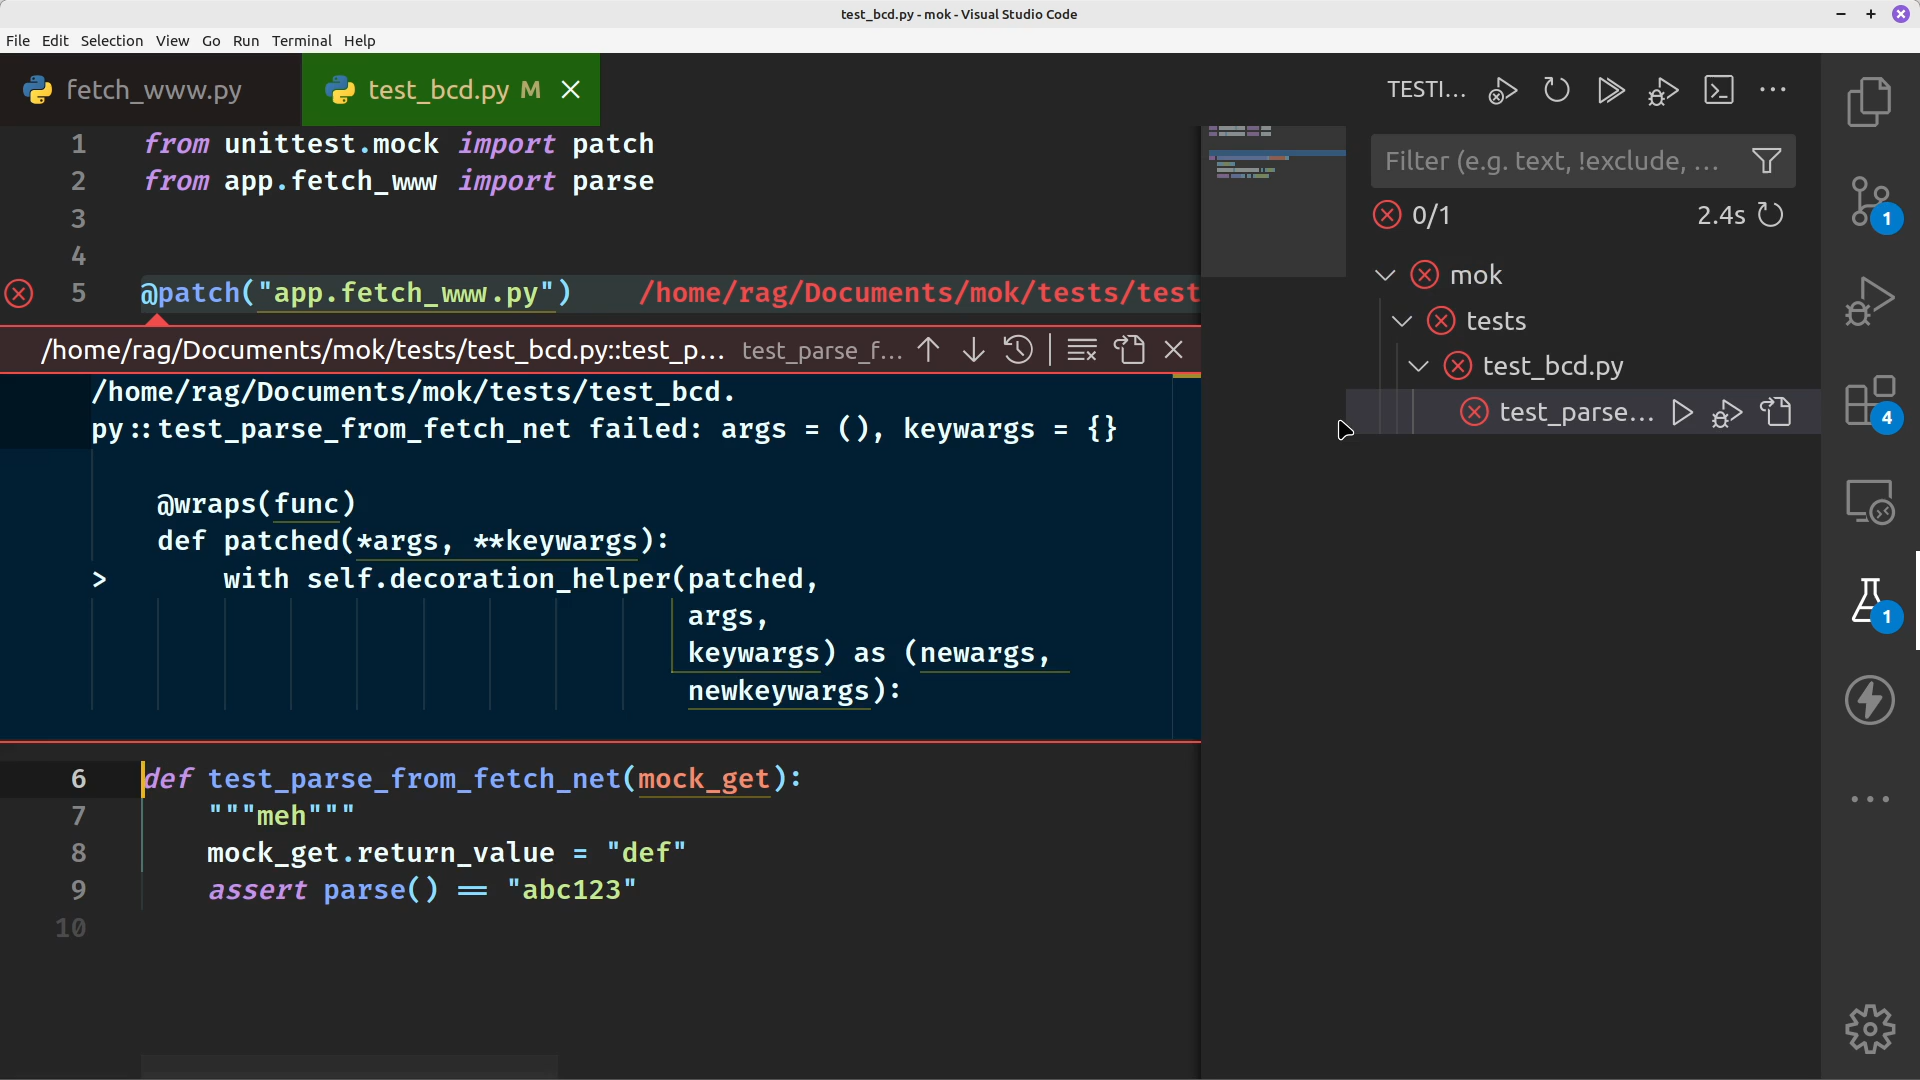 test_bcd.py - mok - Visual Studio Code
File Edit Selection View Go Run Terminal Help
fetch_www.py
test_bcd.py M
TESTI...
1 from unittest.mock import patch
2 from app.fetch_www import parse
3
4
5 @patch("app.fetch_www.py") /home/rag/Documents/mok/tests/test
/home/rag/Documents/mok/tests/test_bcd.py::test_p... test_parse_f...
/home/rag/Documents/mok/tests/test_bcd.
py::test_parse_from_fetch_net failed: args = (), keywargs = {}
@wraps(func)
def patched(*args, **keywargs):
> with self.decoration_helper(patched,
args,
keywargs) as (newargs,
newkeywargs):
6 def test_parse_from_fetch_net(mock_get):
7 """meh"""
8 mock_get.return_value = "def"
9 assert parse() == "abc123"
10
Filter (e.g. text, !exclude, ...
0/1 2.4s
mok
tests
test_bcd.py
test_parse...
1
4
1